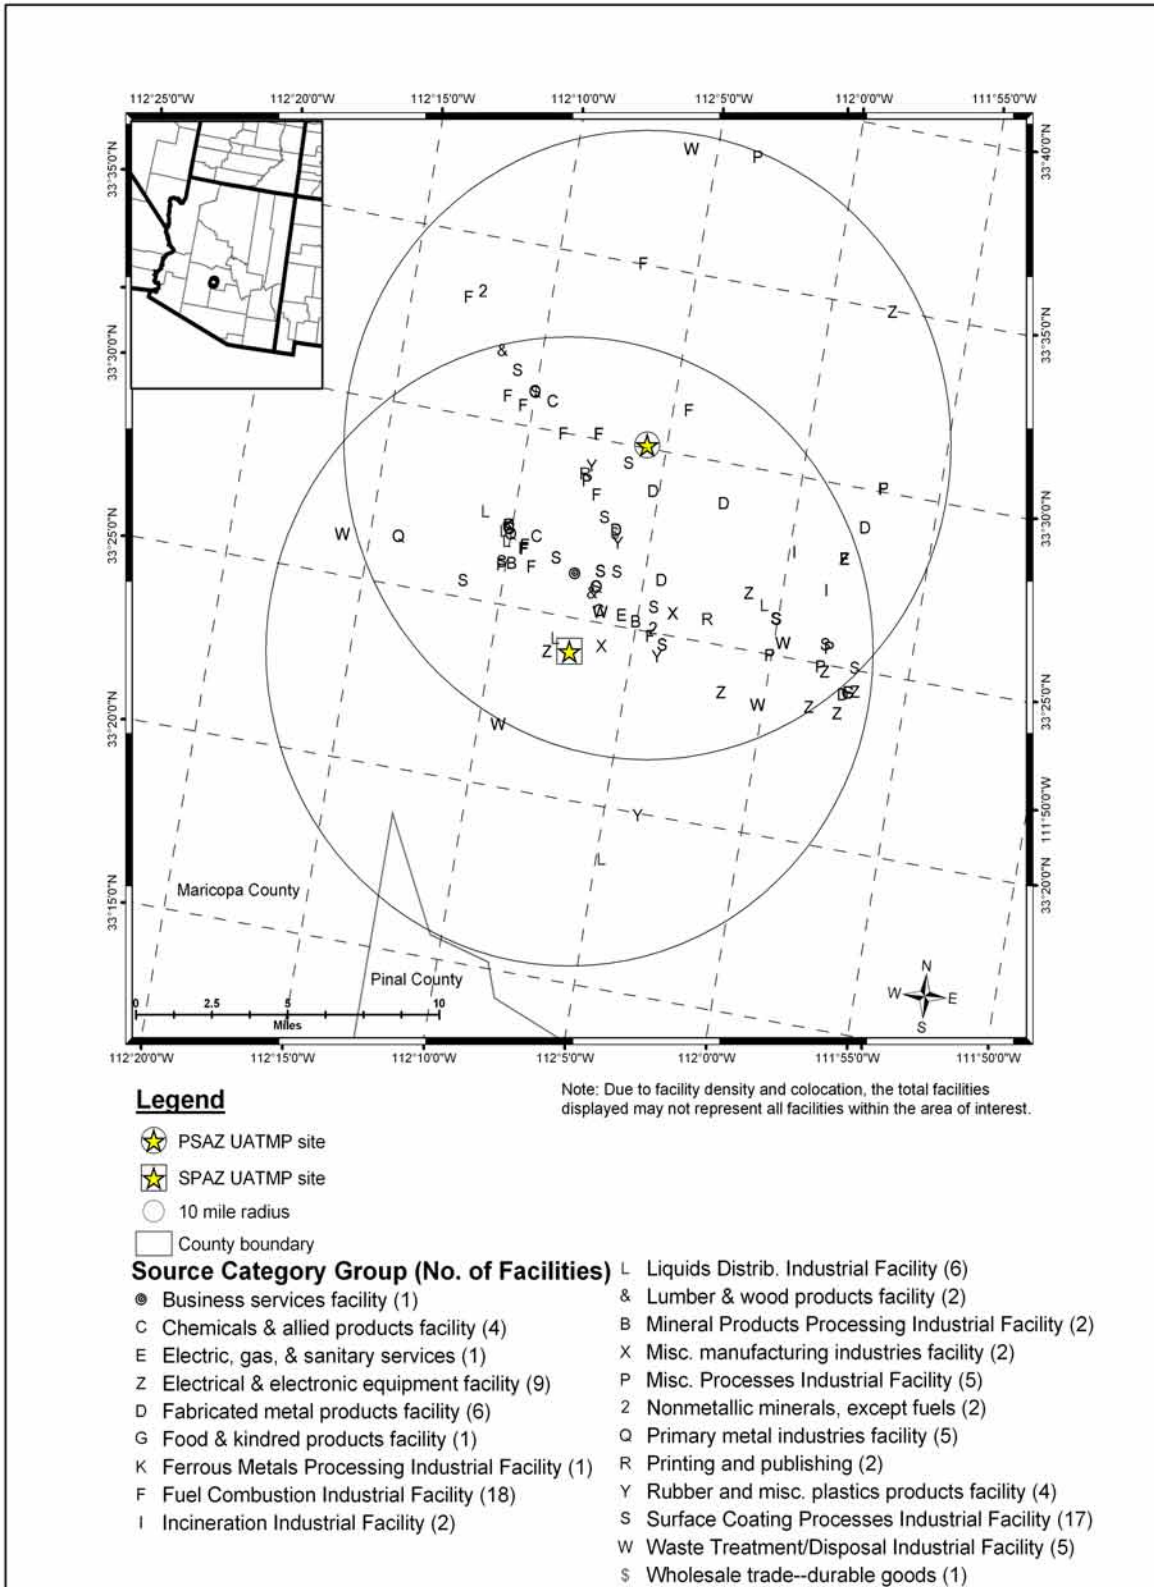 112°25'0"W 112°20'0"W 112°15'0"W 112°10'0"W 112°5'0"W 112°0'0"W 111°55'0"W
33°35'0"N
33°30'0"N
33°25'0"N
33°20'0"N
33°15'0"N
33°40'0"N
33°35'0"N
33°30'0"N
33°25'0"N
111°50'0"W
33°20'0"N
W P
F
F 2
Z
&
S
F F C
F
F F
Y S
F
D
D
P
L
D
W Q
C
S
Z
L
I
I
S
S
D
E B
2
X
R
W
X
Z
L
Z
W
Z
Z
W
Y
L
Maricopa County
Pinal County
0 2.5 5 10
Miles
N
W E
S
112°20'0"W 112°15'0"W 112°10'0"W 112°5'0"W 112°0'0"W 111°55'0"W 111°50'0"W
Note: Due to facility density and colocation, the total facilities
displayed may not represent all facilities within the area of interest.
Legend
PSAZ UATMP site
SPAZ UATMP site
10 mile radius
County boundary
Source Category Group (No. of Facilities)
Business services facility (1)
C Chemicals & allied products facility (4)
E Electric, gas, & sanitary services (1)
Z Electrical & electronic equipment facility (9)
D Fabricated metal products facility (6)
G Food & kindred products facility (1)
K Ferrous Metals Processing Industrial Facility (1)
F Fuel Combustion Industrial Facility (18)
I Incineration Industrial Facility (2)
L Liquids Distrib. Industrial Facility (6)
& Lumber & wood products facility (2)
B Mineral Products Processing Industrial Facility (2)
X Misc. manufacturing industries facility (2)
P Misc. Processes Industrial Facility (5)
2 Nonmetallic minerals, except fuels (2)
Q Primary metal industries facility (5)
R Printing and publishing (2)
Y Rubber and misc. plastics products facility (4)
S Surface Coating Processes Industrial Facility (17)
W Waste Treatment/Disposal Industrial Facility (5)
$ Wholesale trade--durable goods (1)